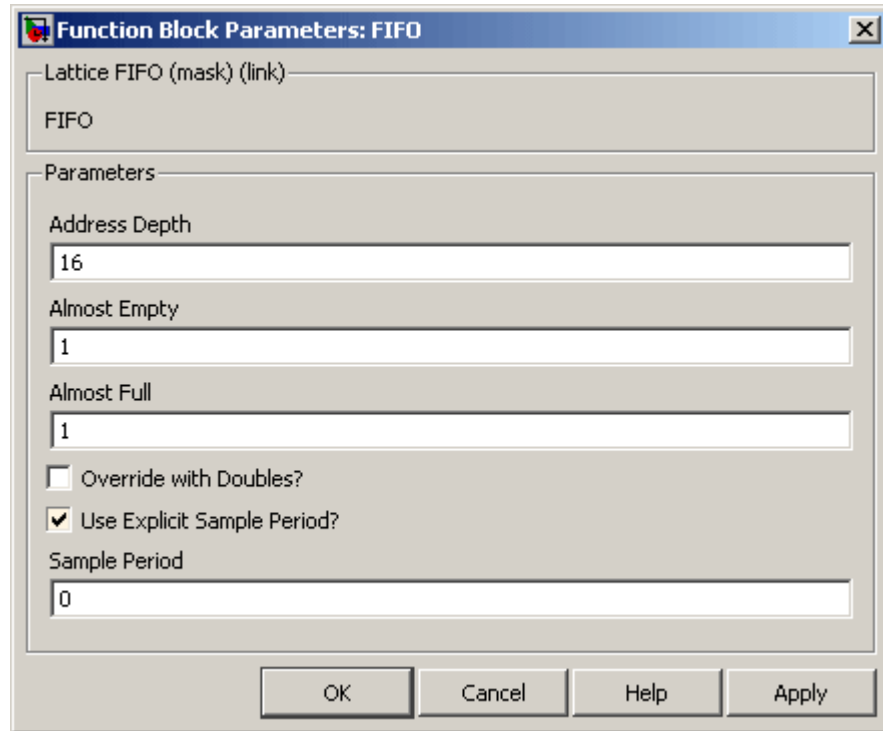 Function Block Parameters: FIFO
Lattice FIFO (mask) (link)
FIFO
Parameters
Address Depth
16
Almost Empty
1
Almost Full
1
Override with Doubles?
Use Explicit Sample Period?
Sample Period
0
OK Cancel Help Apply